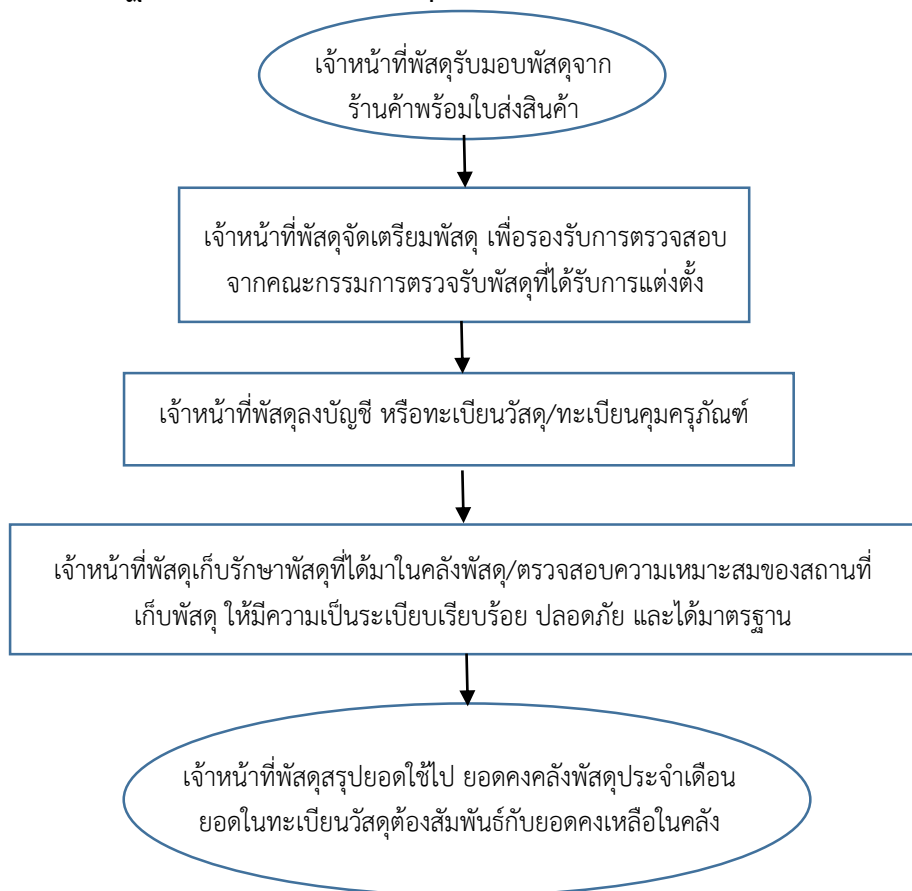 เจ้าหน้าที่พัสดุรับมอบพัสดุจาก
ร้านค้าพร้อมใบส่งสินค้า
เจ้าหน้าที่พัสดุจัดเตรียมพัสดุ เพื่อรองรับการตรวจสอบ
จากคณะกรรมการตรวจรับพัสดุที่ได้รับการแต่งตั้ง
เจ้าหน้าที่พัสดุลงบัญชี หรือทะเบียนวัสดุ/ทะเบียนคุมครุภัณฑ์
เจ้าหน้าที่พัสดุเก็บรักษาพัสดุที่ได้มาในคลังพัสดุ/ตรวจสอบความเหมาะสมของสถานที่
เก็บพัสดุ ให้มีความเป็นระเบียบเรียบร้อย ปลอดภัย และได้มาตรฐาน
เจ้าหน้าที่พัสดุสรุปยอดใช้ไป ยอดคงคลังพัสดุประจำเดือน
ยอดในทะเบียนวัสดุต้องสัมพันธ์กับยอดคงเหลือในคลัง